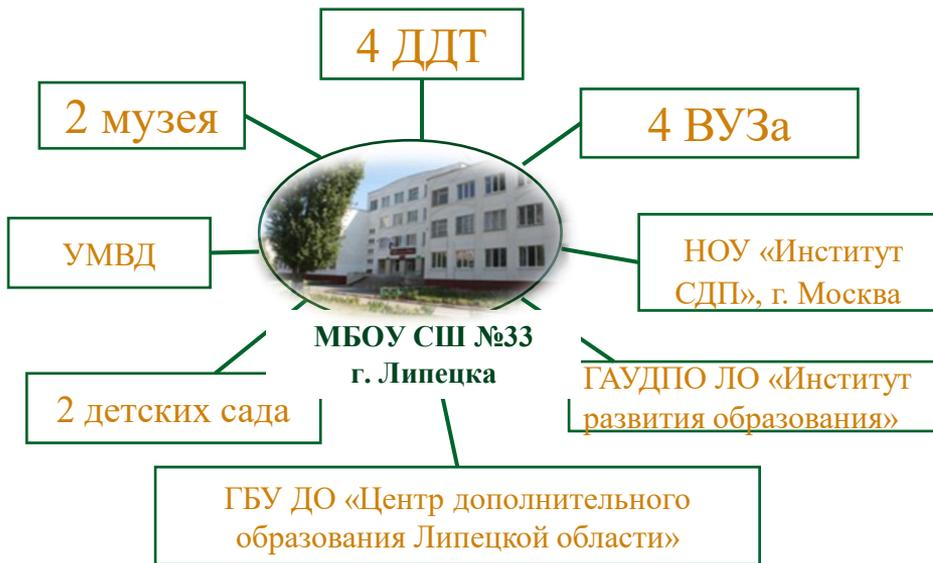 4 ДДТ
2 музея
4 ВУЗа
УМВД
НОУ «Институт
СДП», г. Москва
МБОУ СШ №33
г. Липецка
2 детских сада
ГАУДПО ЛО «Институт
развития образования»
ГБУ ДО «Центр дополнительного
образования Липецкой области»